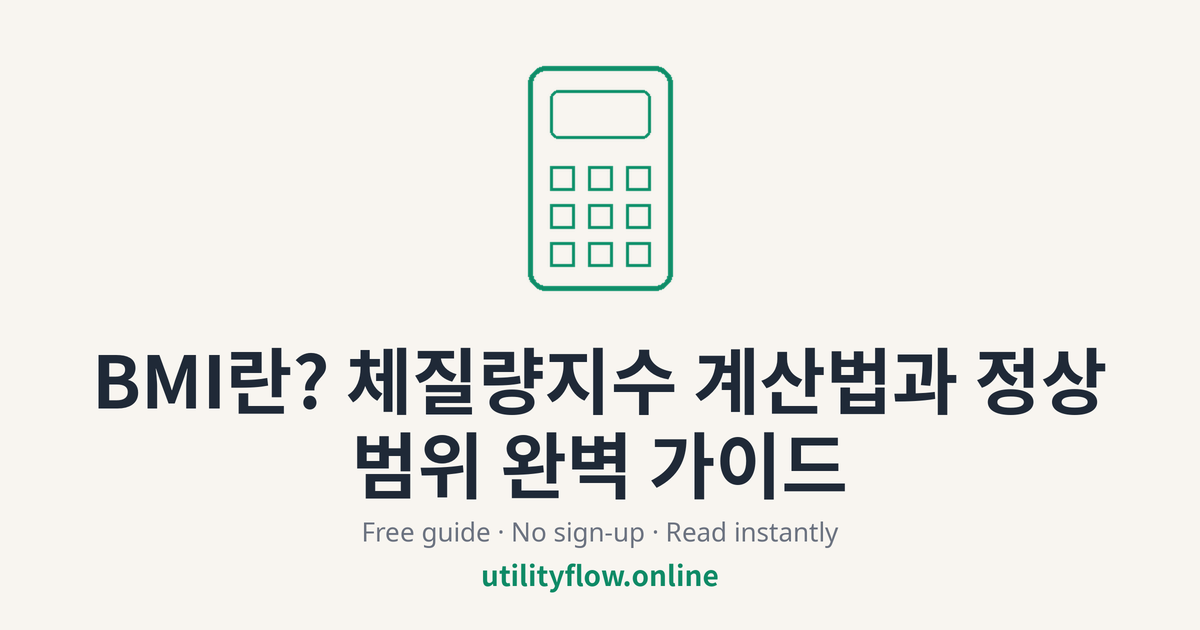 BMI란? 체질량지수 계산법과 정상
범위 완벽 가이드
Free guide · No sign-up · Read instantly
utilityflow.online